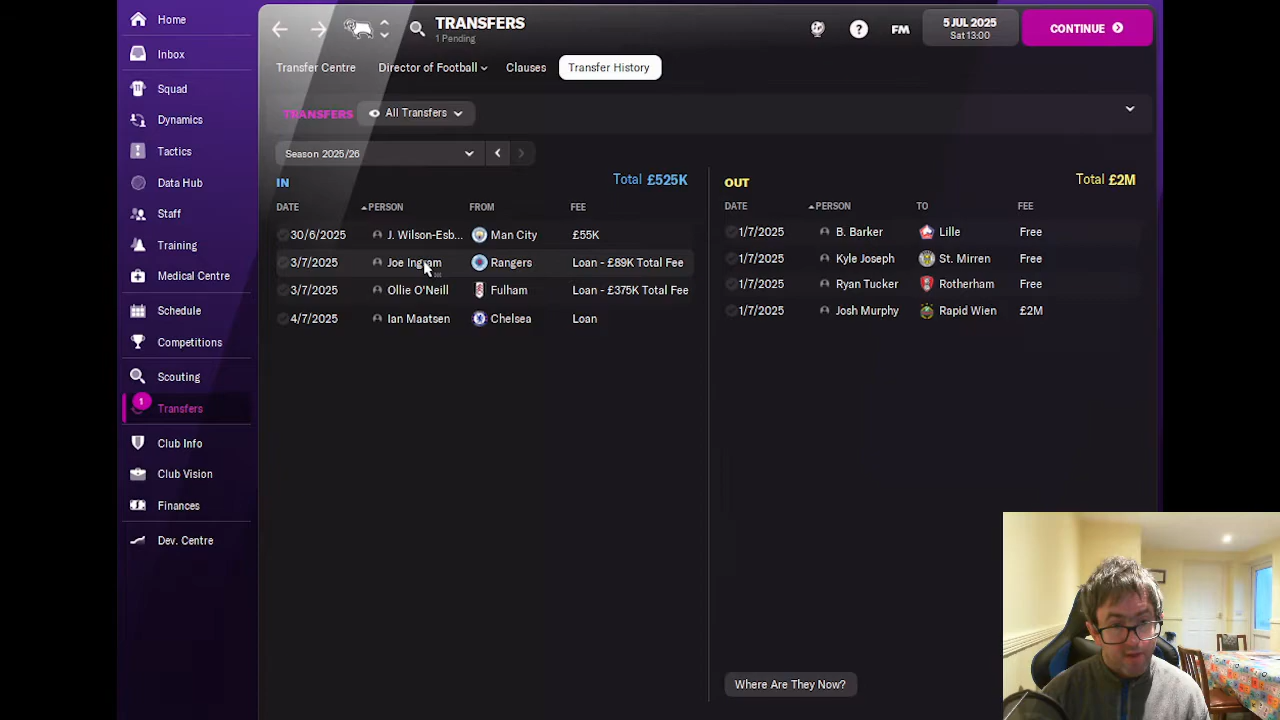 Home
Inbox
Squad
Dynamics
Tactics
Data Hub
Staff
Training
Medical Centre
Schedule
Competitions
Scouting
1
Transfers
Club Info
Club Vision
Finances
Dev. Centre
TRANSFERS
1 Pending
?
FM
5 JUL 2025
Sat 13:00
CONTINUE
Transfer Centre
Director of Football
Clauses
Transfer History
TRANSFERS
All Transfers
Season 2025/26
IN
Total £525K
DATE PERSON FROM FEE
30/6/2025 J. Wilson-Esb... Man City £55K
3/7/2025 Joe Ingram Rangers Loan - £89K Total Fee
3/7/2025 Ollie O'Neill Fulham Loan - £375K Total Fee
4/7/2025 Ian Maatsen Chelsea Loan
OUT
Total £2M
DATE PERSON TO FEE
1/7/2025 B. Barker Lille Free
1/7/2025 Kyle Joseph St. Mirren Free
1/7/2025 Ryan Tucker Rotherham Free
1/7/2025 Josh Murphy Rapid Wien £2M
Where Are They Now?